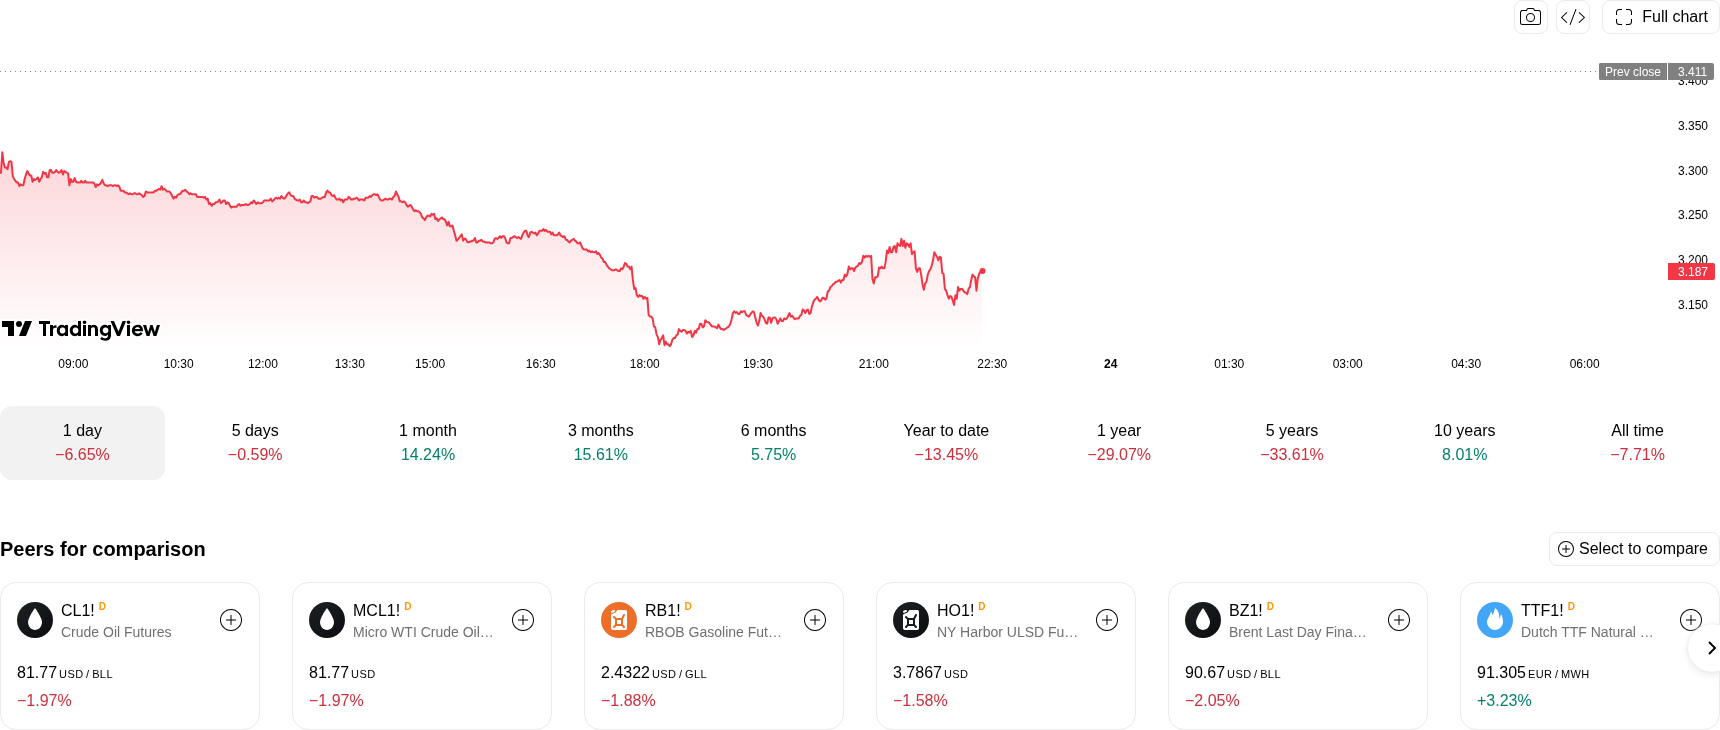 Full chart
Prev close 3.411
3.400
3.350
3.300
3.250
3.200
3.187
3.150
TradingView
09:00 10:30 12:00 13:30 15:00 16:30 18:00 19:30 21:00 22:30 24 01:30 03:00 04:30 06:00
1 day 5 days 1 month 3 months 6 months Year to date 1 year 5 years 10 years All time
−6.65% −0.59% 14.24% 15.61% 5.75% −13.45% −29.07% −33.61% 8.01% −7.71%
Peers for comparison
Select to compare
CL1! D
Crude Oil Futures
81.77 USD / BLL
−1.97%
MCL1! D
Micro WTI Crude Oil…
81.77 USD
−1.97%
RB1! D
RBOB Gasoline Fut…
2.4322 USD / GLL
−1.88%
HO1! D
NY Harbor ULSD Fu…
3.7867 USD
−1.58%
BZ1! D
Brent Last Day Fina…
90.67 USD / BLL
−2.05%
TTF1! D
Dutch TTF Natural …
91.305 EUR / MWH
+3.23%